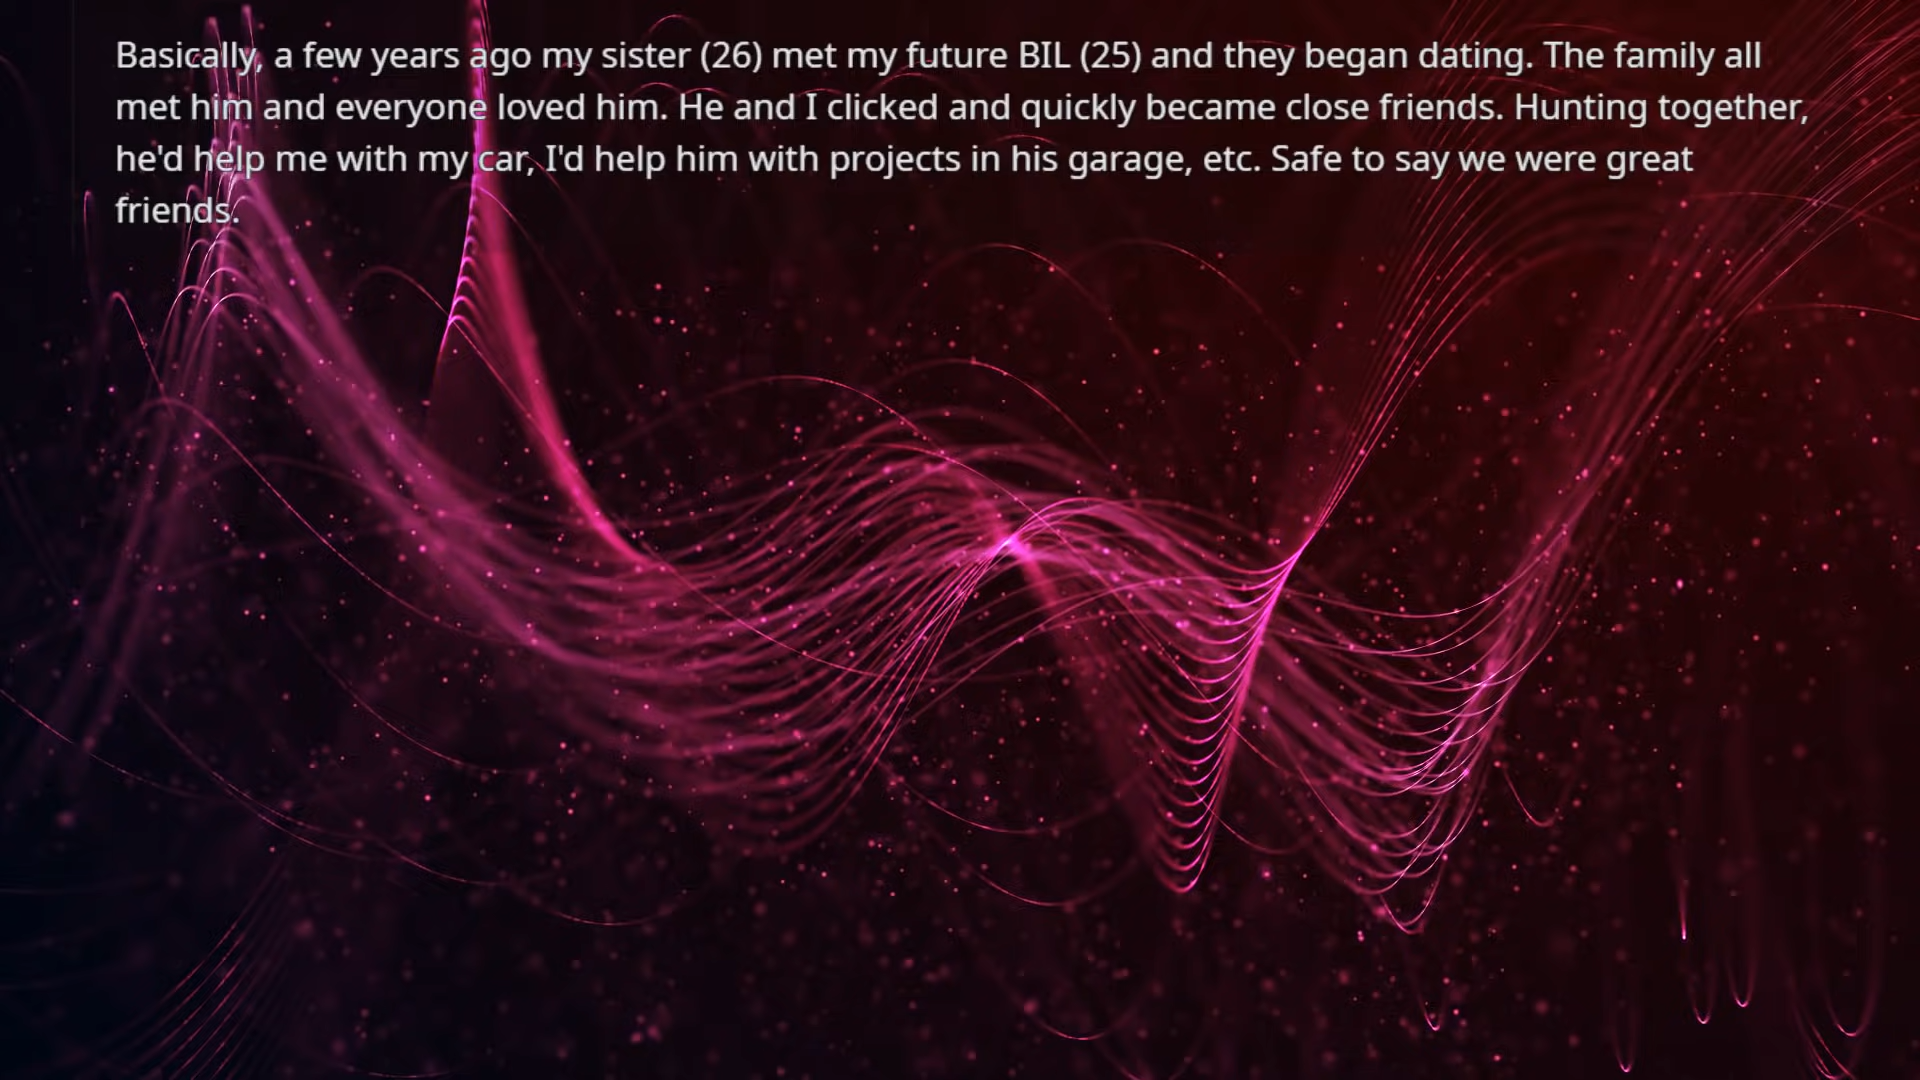 Basically, a few years ago my sister (26) met my future BIL (25) and they began dating. The family all
met him and everyone loved him. He and I clicked and quickly became close friends. Hunting together,
he'd help me with my car, I'd help him with projects in his garage, etc. Safe to say we were great
friends.